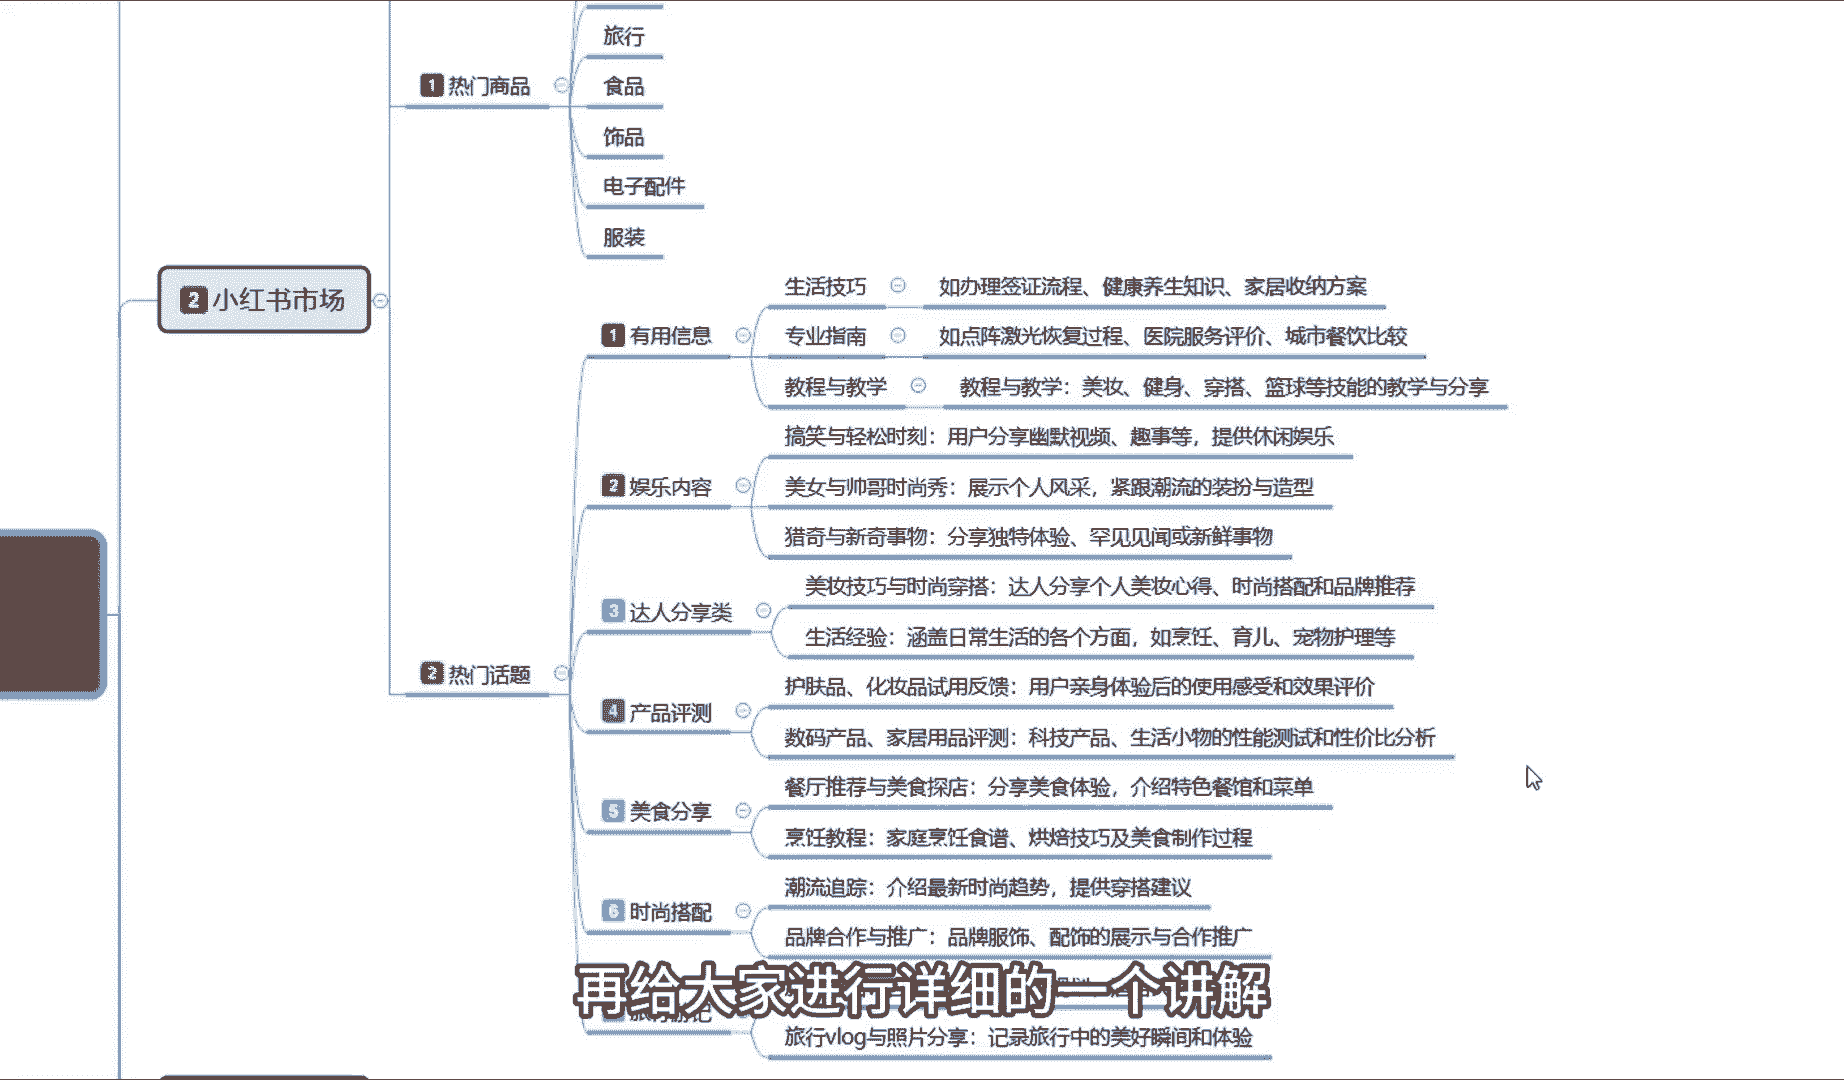 旅行
1 热门商品
食品
饰品
电子配件
服装
2 小红书市场
生活技巧 如办理签证流程、健康养生知识、家居收纳方案
1 有用信息
专业指南 如点阵激光恢复过程、医院服务评价、城市餐饮比较
教程与教学 教程与教学：美妆、健身、穿搭、篮球等技能的教学与分享
搞笑与轻松时刻：用户分享幽默视频、趣事等，提供休闲娱乐
2 娱乐内容
美女与帅哥时尚秀：展示个人风采，紧跟潮流的装扮与造型
猎奇与新奇事物：分享独特体验、罕见见闻或新鲜事物
美妆技巧与时尚穿搭：达人分享个人美妆心得、时尚搭配和品牌推荐
3 达人分享类
生活经验：涵盖日常生活的各个方面，如烹饪、育儿、宠物护理等
2 热门话题
护肤品、化妆品试用反馈：用户亲身体验后的使用感受和效果评价
4 产品评测
数码产品、家居用品评测：科技产品、生活小物的性能测试和性价比分析
餐厅推荐与美食探店：分享美食体验，介绍特色餐馆和菜单
5 美食分享
烹饪教程：家庭烹饪食谱、烘焙技巧及美食制作过程
潮流追踪：介绍最新时尚趋势，提供穿搭建议
6 时尚搭配
品牌合作与推广：品牌服饰、配饰的展示与合作推广
再给大家进行详细的一个讲解
旅行vlog与照片分享：记录旅行中的美好瞬间和体验